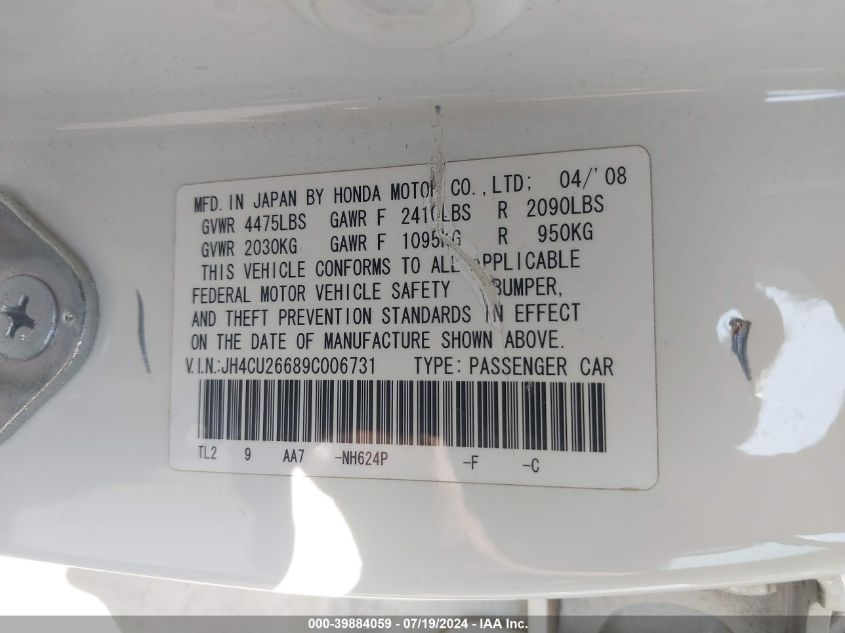 MFD. IN JAPAN BY HONDA MOTOR CO.,LTD; 04/'08
GVWR 4475LBS GAWR F 2410LBS R 2090LBS
GVWR 2030KG GAWR F 1095KG R 950KG
THIS VEHICLE CONFORMS TO ALL APPLICABLE
FEDERAL MOTOR VEHICLE SAFETY BUMPER,
AND THEFT PREVENTION STANDARDS IN EFFECT
ON THE DATE OF MANUFACTURE SHOWN ABOVE.
V.I.N.:JH4CU26689C006731 TYPE: PASSENGER CAR
TL2 9 AA7 -NH624P -F -C
000-39884059 / 07/19/2024 - IAA Inc.